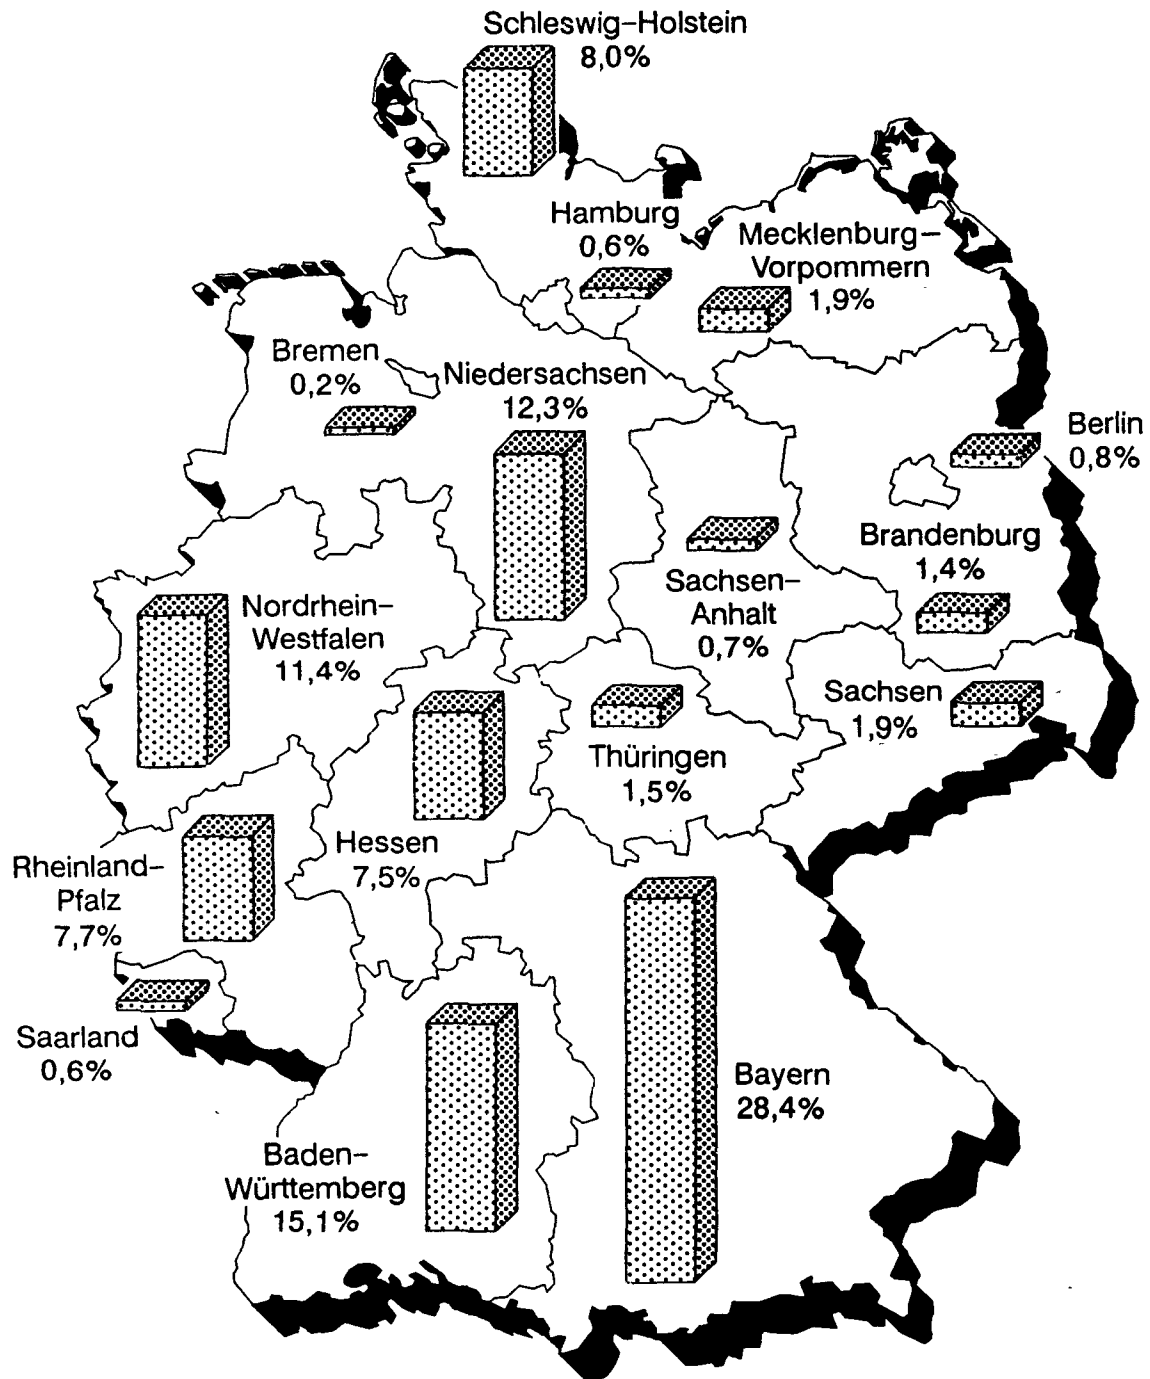 Schleswig-Holstein
8,0%
Hamburg
0,6%
Mecklenburg-
Vorpommern
1,9%
Bremen
0,2%
Niedersachsen
12,3%
Berlin
0,8%
Brandenburg
1,4%
Sachsen-
Anhalt
0,7%
Nordrhein-
Westfalen
11,4%
Sachsen
1,9%
Thüringen
1,5%
Hessen
7,5%
Rheinland-
Pfalz
7,7%
Saarland
0,6%
Bayern
28,4%
Baden-
Württemberg
15,1%